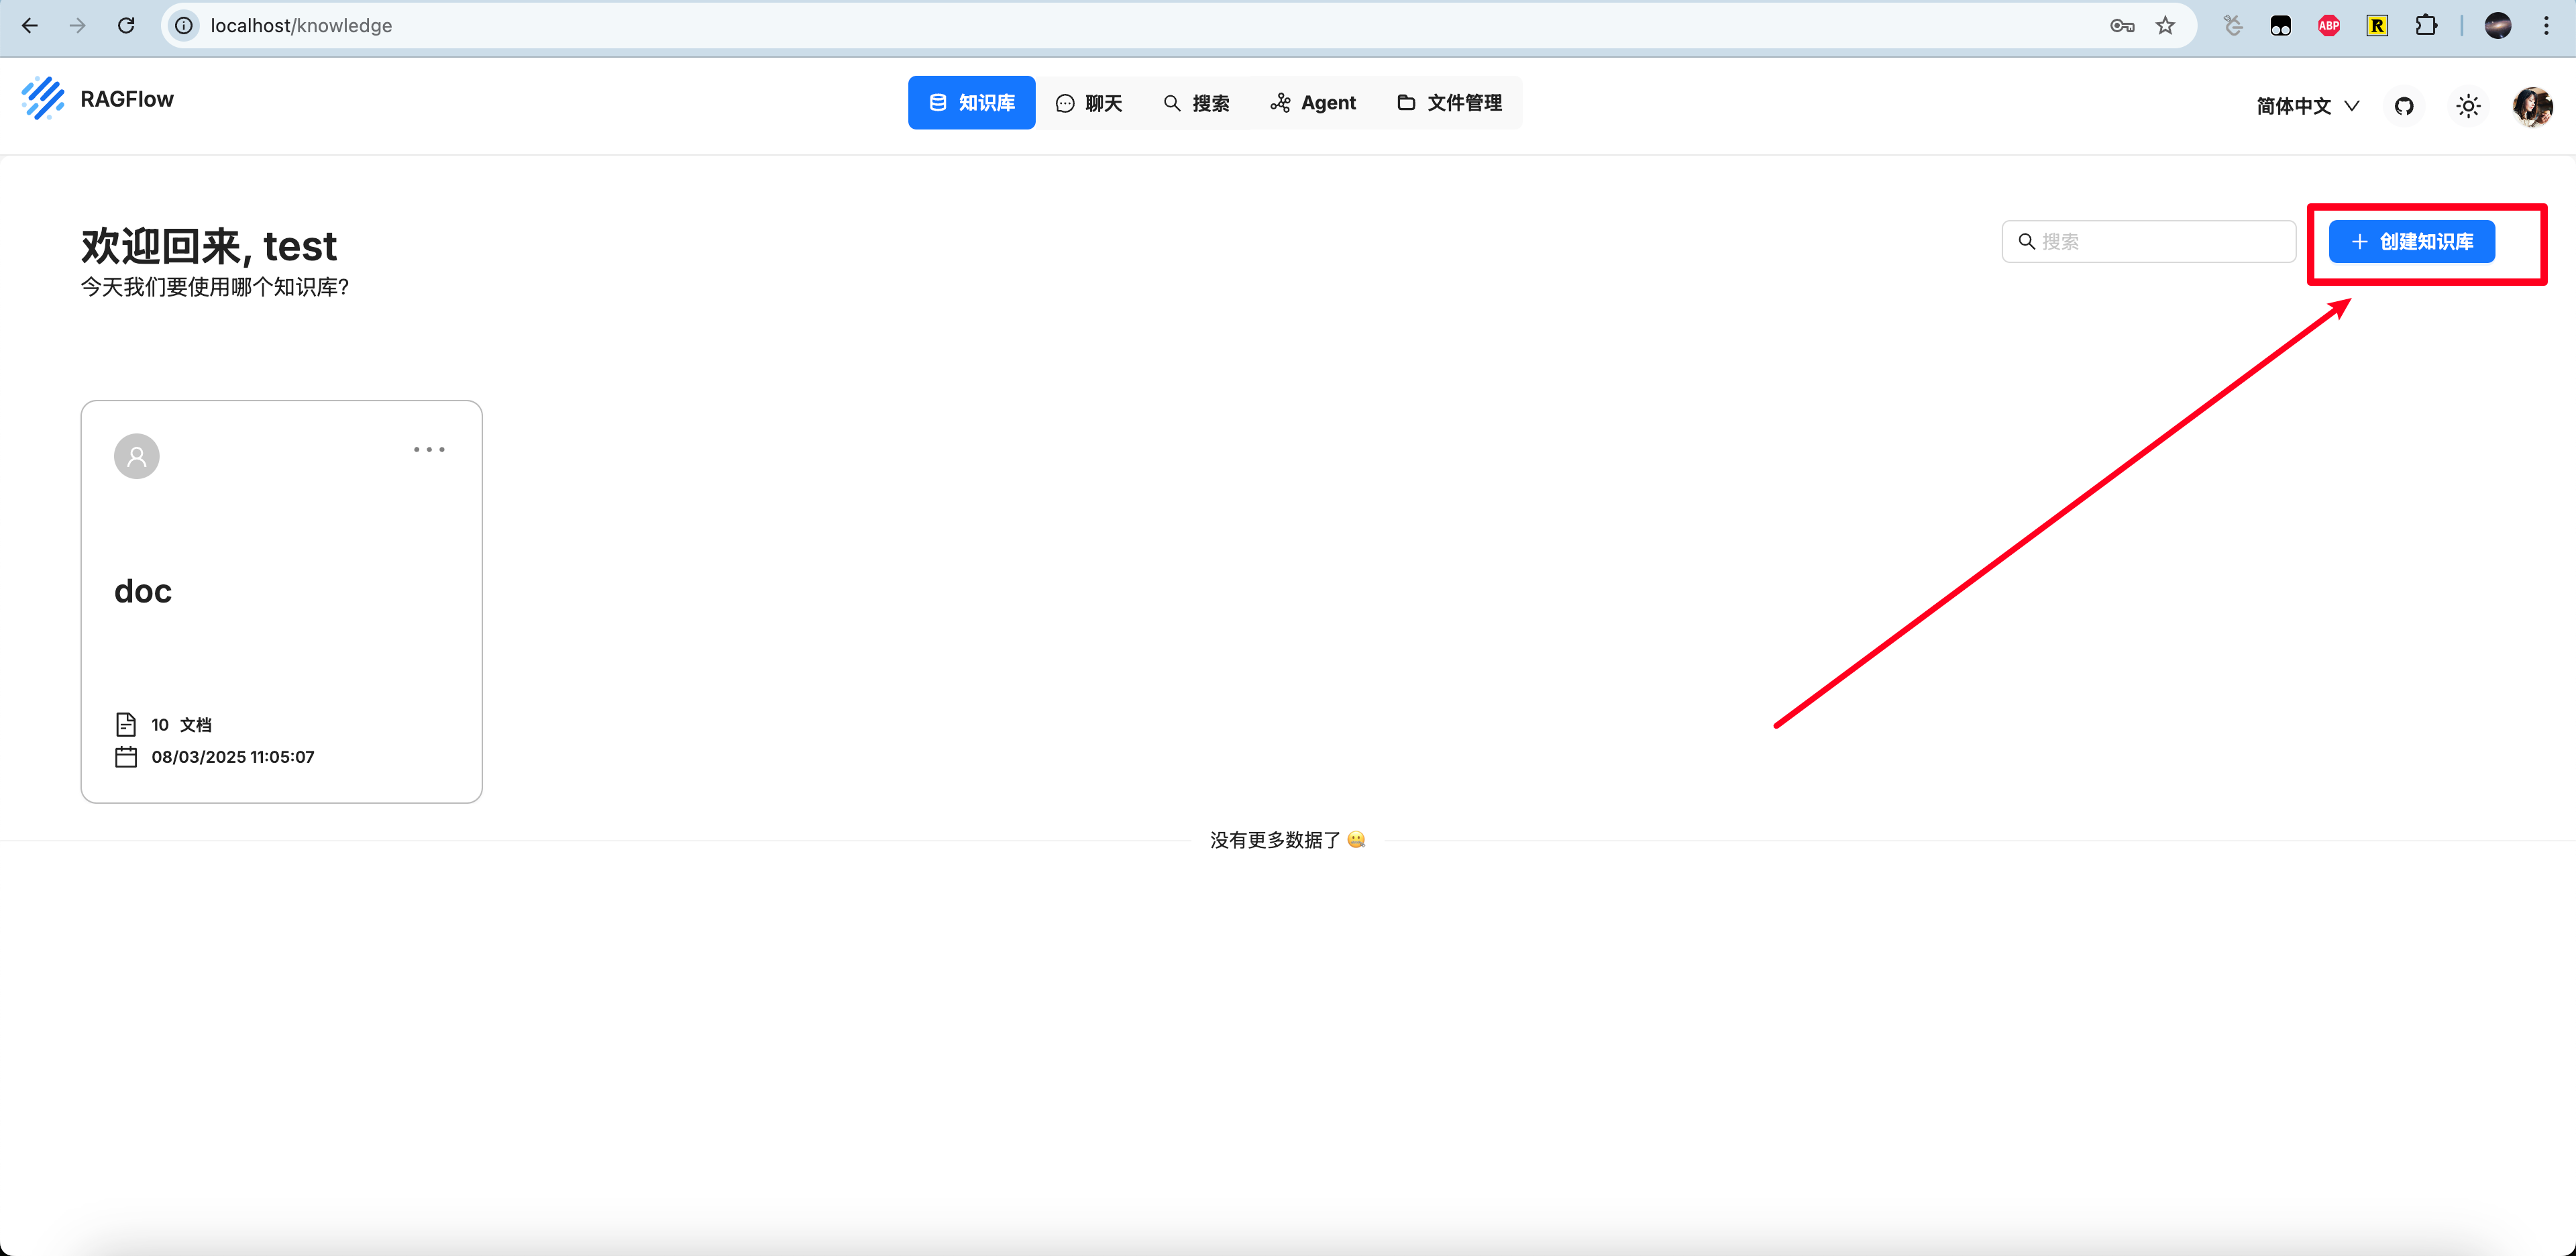 localhost/knowledge
ABP
R
RAGFlow
知识库
聊天
搜索
Agent
文件管理
简体中文
欢迎回来, test
今天我们要使用哪个知识库?
搜索
创建知识库
doc
10 文档
08/03/2025 11:05:07
没有更多数据了 🤐